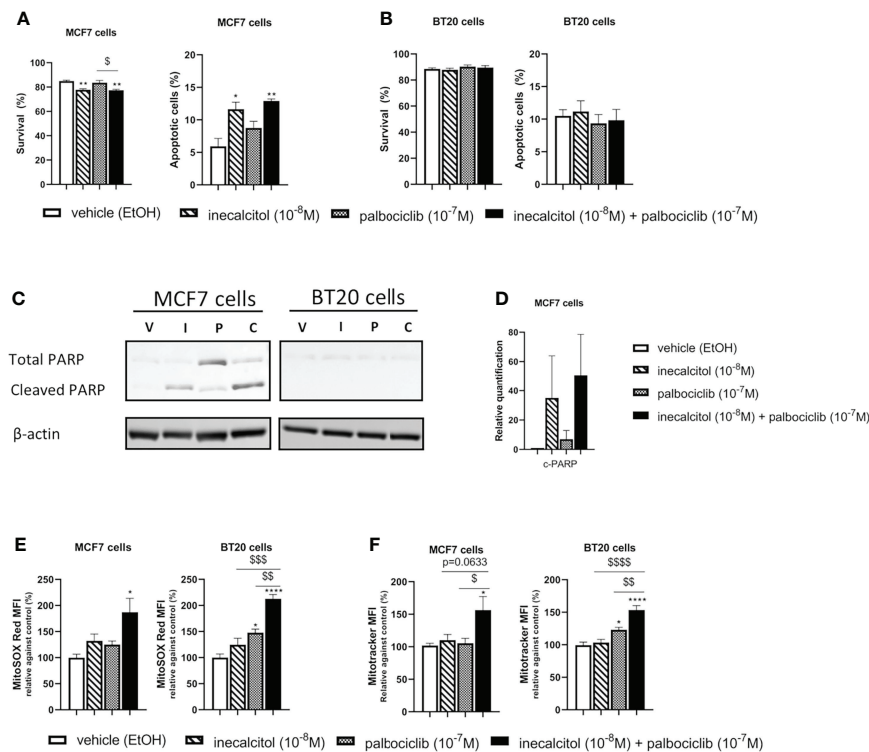 A
MCF7 cells
Survival (%)
100
80
60
40
20
0
**
$
**
Apoptotic cells (%)
20
15
10
5
0
*
**
B
BT20 cells
Survival (%)
100
80
60
40
20
0
BT20 cells
Apoptotic cells (%)
20
15
10
5
0
vehicle (EtOH) inecalcitol (10⁻⁸M) palbociclib (10⁻⁷M) inecalcitol (10⁻⁸M) + palbociclib (10⁻⁷M)
C
MCF7 cells BT20 cells
V I P C V I P C
Total PARP
Cleaved PARP
β-actin
D
MCF7 cells
Relative quantification
80
60
40
20
0
c-PARP
vehicle (EtOH)
inecalcitol (10⁻⁸M)
palbociclib (10⁻⁷M)
inecalcitol (10⁻⁸M) + palbociclib (10⁻⁷M)
E
MCF7 cells
MitoSOX Red MFI
relative against control (%)
250
200
150
100
50
0
*
BT20 cells
MitoSOX Red MFI
relative against control (%)
250
200
150
100
50
0
$$$
$$
*
****
F
MCF7 cells
Mitotracker MFI
Relative against control (%)
200
150
100
50
0
p=0.0633
$
*
BT20 cells
Mitotracker MFI
relative against control (%)
200
150
100
50
0
$$$$
$$
*
****
vehicle (EtOH) inecalcitol (10⁻⁸M) palbociclib (10⁻⁷M) inecalcitol (10⁻⁸M) + palbociclib (10⁻⁷M)